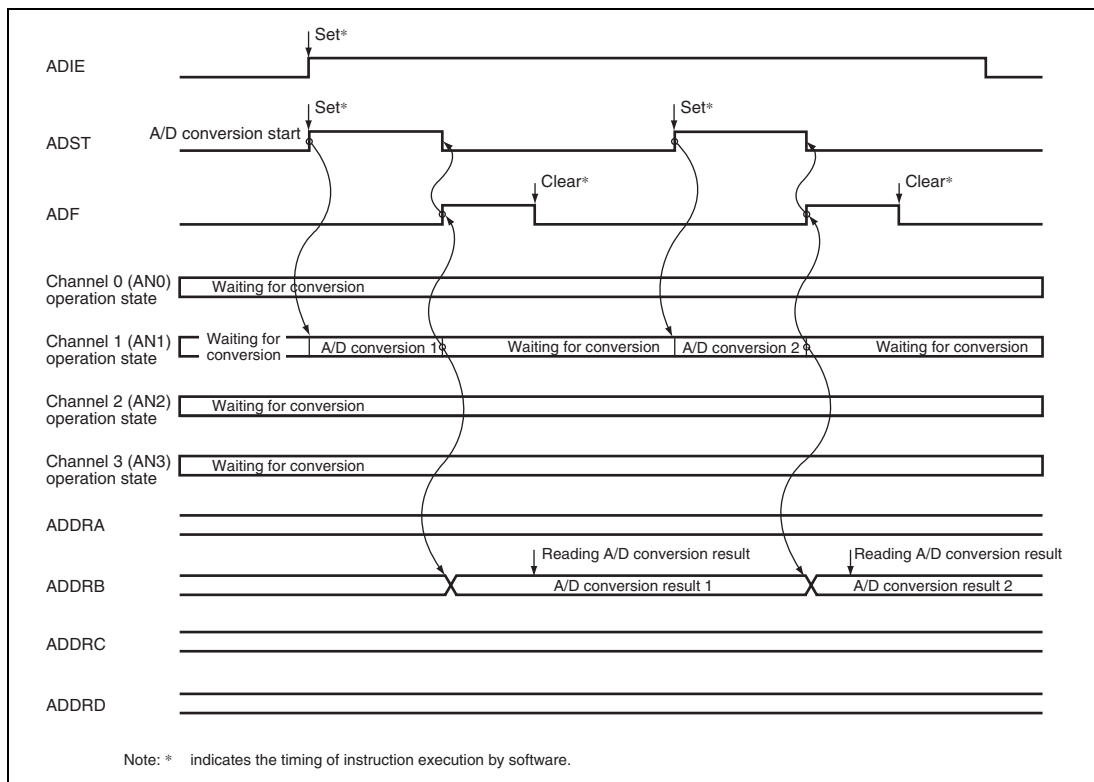 Set*
ADIE
Set*
Set*
A/D conversion start
ADST
Clear*
Clear*
ADF
Channel 0 (AN0)
operation state
Waiting for conversion
Channel 1 (AN1)
operation state
Waiting for
conversion
A/D conversion 1
Waiting for conversion
A/D conversion 2
Waiting for conversion
Channel 2 (AN2)
operation state
Waiting for conversion
Channel 3 (AN3)
operation state
Waiting for conversion
ADDRA
Reading A/D conversion result
Reading A/D conversion result
ADDRB
A/D conversion result 1
A/D conversion result 2
ADDRC
ADDRD
Note: * indicates the timing of instruction execution by software.